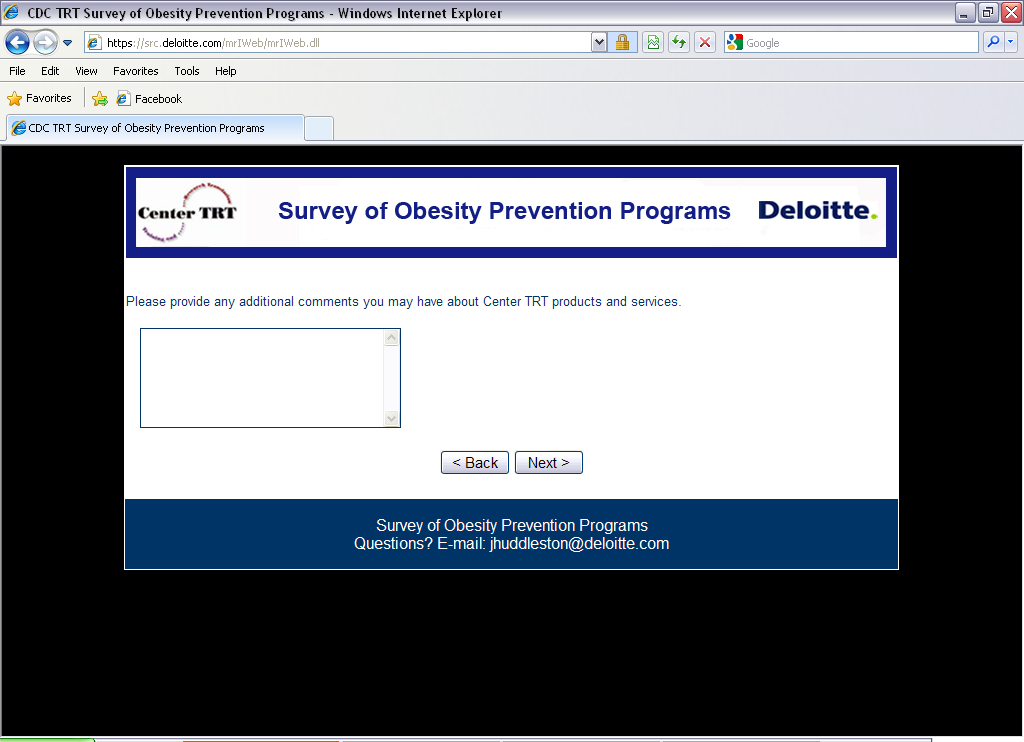 CDC TRT Survey of Obesity Prevention Programs - Windows Internet Explorer
https://src.deloitte.com/mrIWeb/mrIWeb.dll
Google
File Edit View Favorites Tools Help
Favorites Facebook
CDC TRT Survey of Obesity Prevention Programs
Center TRT
Survey of Obesity Prevention Programs
Deloitte.
Please provide any additional comments you may have about Center TRT products and services.
< Back Next >
Survey of Obesity Prevention Programs
Questions? E-mail: jhuddleston@deloitte.com